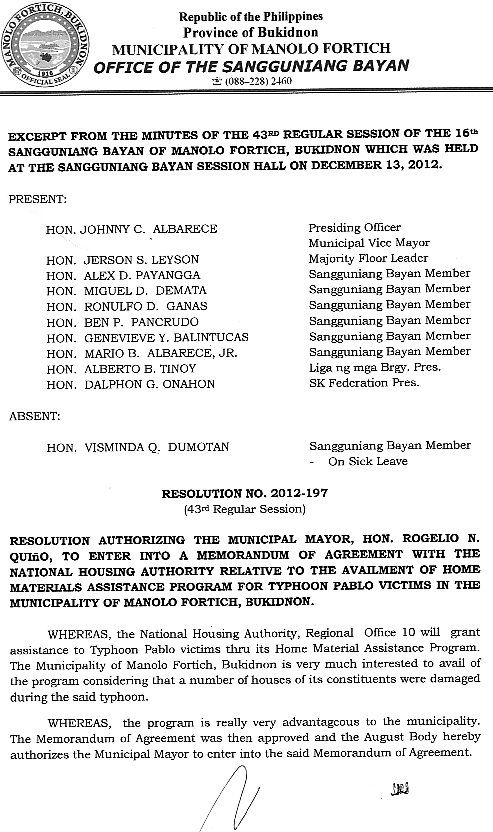 MANOLO FORTICH, BUKIDNON
1916
OFFICIAL SEAL
Republic of the Philippines
Province of Bukidnon
MUNICIPALITY OF MANOLO FORTICH
OFFICE OF THE SANGGUNIANG BAYAN
☏ (088–228) 2460
EXCERPT FROM THE MINUTES OF THE 43RD REGULAR SESSION OF THE 16th
SANGGUNIANG BAYAN OF MANOLO FORTICH, BUKIDNON WHICH WAS HELD
AT THE SANGGUNIANG BAYAN SESSION HALL ON DECEMBER 13, 2012.
PRESENT:
HON. JOHNNY C. ALBARECE Presiding Officer
Municipal Vice Mayor
HON. JERSON S. LEYSON Majority Floor Leader
HON. ALEX D. PAYANGGA Sangguniang Bayan Member
HON. MIGUEL D. DEMATA Sangguniang Bayan Member
HON. RONULFO D. GANAS Sangguniang Bayan Member
HON. BEN P. PANCRUDO Sangguniang Bayan Member
HON. GENEVIEVE Y. BALINTUCAS Sangguniang Bayan Member
HON. MARIO B. ALBARECE, JR. Sangguniang Bayan Member
HON. ALBERTO B. TINOY Liga ng mga Brgy. Pres.
HON. DALPHON G. ONAHON SK Federation Pres.
ABSENT:
HON. VISMINDA Q. DUMOTAN Sangguniang Bayan Member
- On Sick Leave
RESOLUTION NO. 2012-197
(43rd Regular Session)
RESOLUTION AUTHORIZING THE MUNICIPAL MAYOR, HON. ROGELIO N.
QUIñO, TO ENTER INTO A MEMORANDUM OF AGREEMENT WITH THE
NATIONAL HOUSING AUTHORITY RELATIVE TO THE AVAILMENT OF HOME
MATERIALS ASSISTANCE PROGRAM FOR TYPHOON PABLO VICTIMS IN THE
MUNICIPALITY OF MANOLO FORTICH, BUKIDNON.
WHEREAS, the National Housing Authority, Regional Office 10 will grant
assistance to Typhoon Pablo victims thru its Home Material Assistance Program.
The Municipality of Manolo Fortich, Bukidnon is very much interested to avail of
the program considering that a number of houses of its constituents were damaged
during the said typhoon.
WHEREAS, the program is really very advantageous to the municipality.
The Memorandum of Agreement was then approved and the August Body hereby
authorizes the Municipal Mayor to enter into the said Memorandum of Agreement.